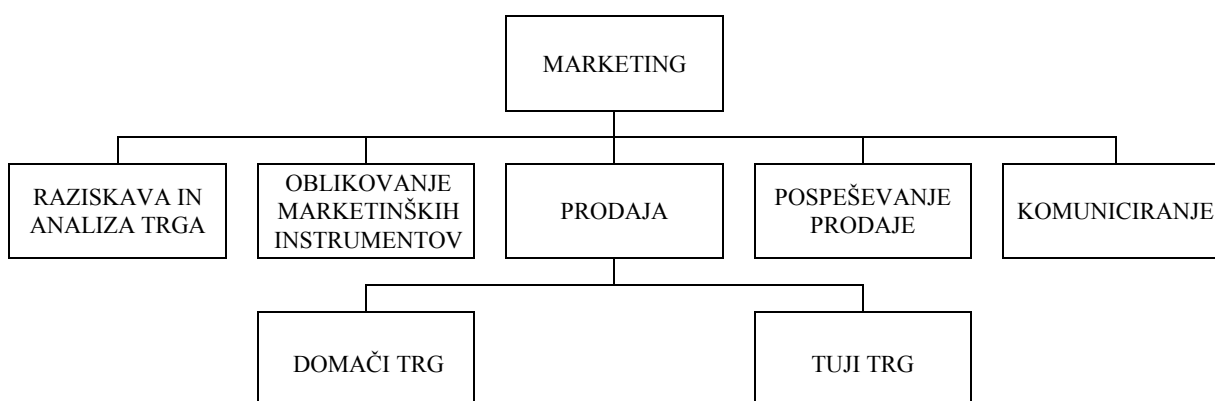 MARKETING
RAZISKAVA IN
ANALIZA TRGA
OBLIKOVANJE
MARKETINŠKIH
INSTRUMENTOV
PRODAJA
POSPEŠEVANJE
PRODAJE
KOMUNICIRANJE
DOMAČI TRG
TUJI TRG